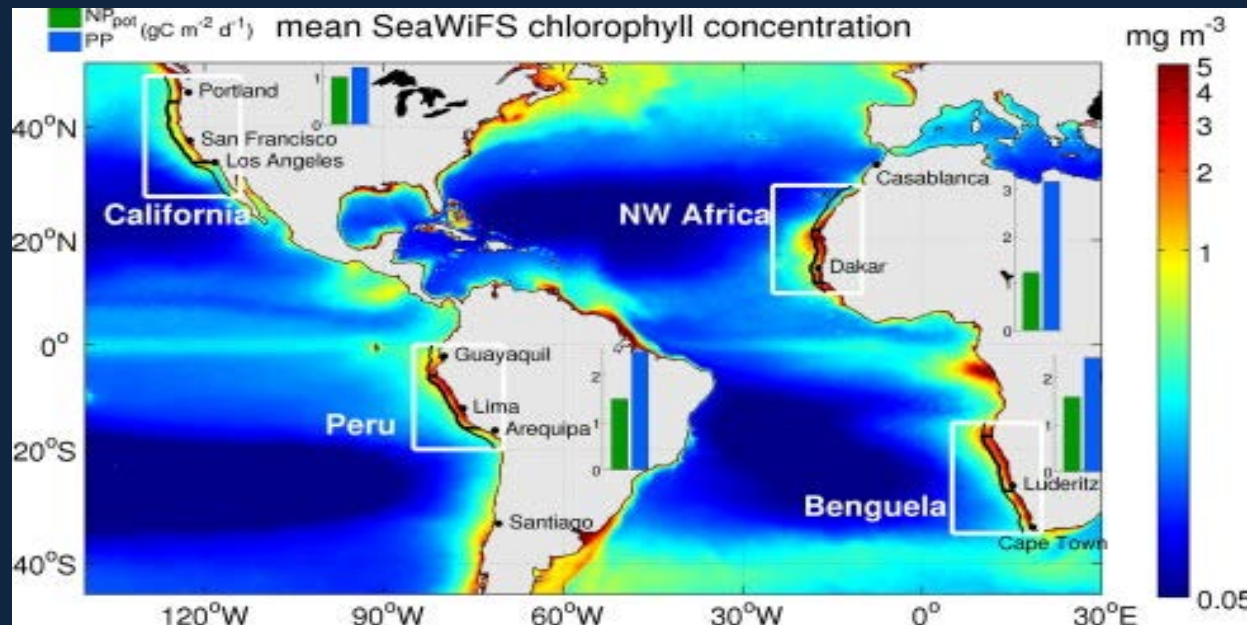 NPpot (gC m-2 d-1)
PP
mean SeaWiFS chlorophyll concentration
mg m-3
5
4
3
2
1
0.05
40°N
20°N
0°
20°S
40°S
120°W
90°W
60°W
30°W
0°
30°E
Portland
San Francisco
Los Angeles
California
1
0
Casablanca
NW Africa
Dakar
3
2
1
0
Guayaquil
Lima
Peru
Arequipa
Santiago
2
1
0
Benguela
Luderitz
Cape Town
2
1
0